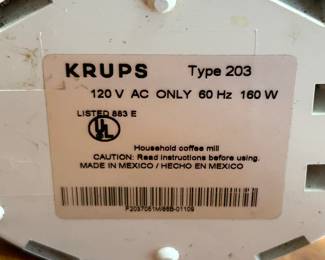 KRUPS Type 203
120 V AC ONLY 60 Hz 160 W
LISTED 883 E
UL
Household coffee mill
CAUTION: Read instructions before using.
MADE IN MEXICO / HECHO EN MEXICO